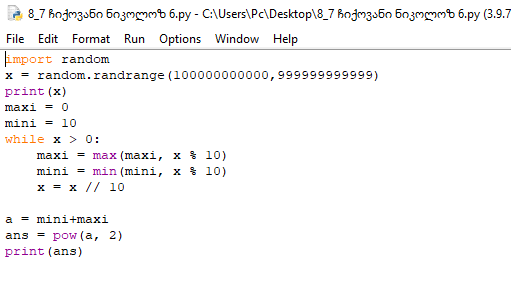 8_7 ჩიქოვანი ნიკოლოზ 6.py - C:\Users\Pc\Desktop\8_7 ჩიქოვანი ნიკოლოზ 6.py (3.9.7
File Edit Format Run Options Window Help
import random
x = random.randrange(100000000000,999999999999)
print(x)
maxi = 0
mini = 10
while x > 0:
    maxi = max(maxi, x % 10)
    mini = min(mini, x % 10)
    x = x // 10
a = mini+maxi
ans = pow(a, 2)
print(ans)